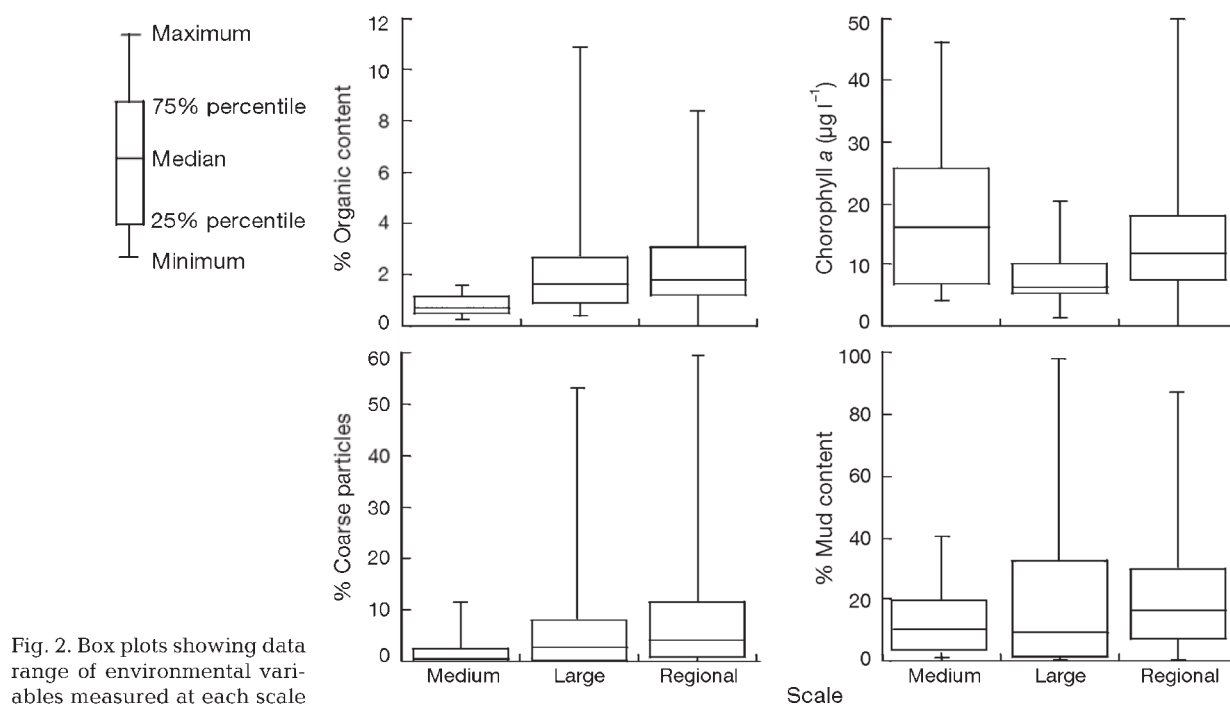 Maximum
75% percentile
Median
25% percentile
Minimum
% Organic content
12
10
8
6
4
2
0
Chorophyll a (µg l⁻¹)
50
40
30
20
10
0
% Coarse particles
60
50
40
30
20
10
0
Medium Large Regional
% Mud content
100
80
60
40
20
0
Medium Large Regional
Scale
Fig. 2. Box plots showing data
range of environmental vari-
ables measured at each scale